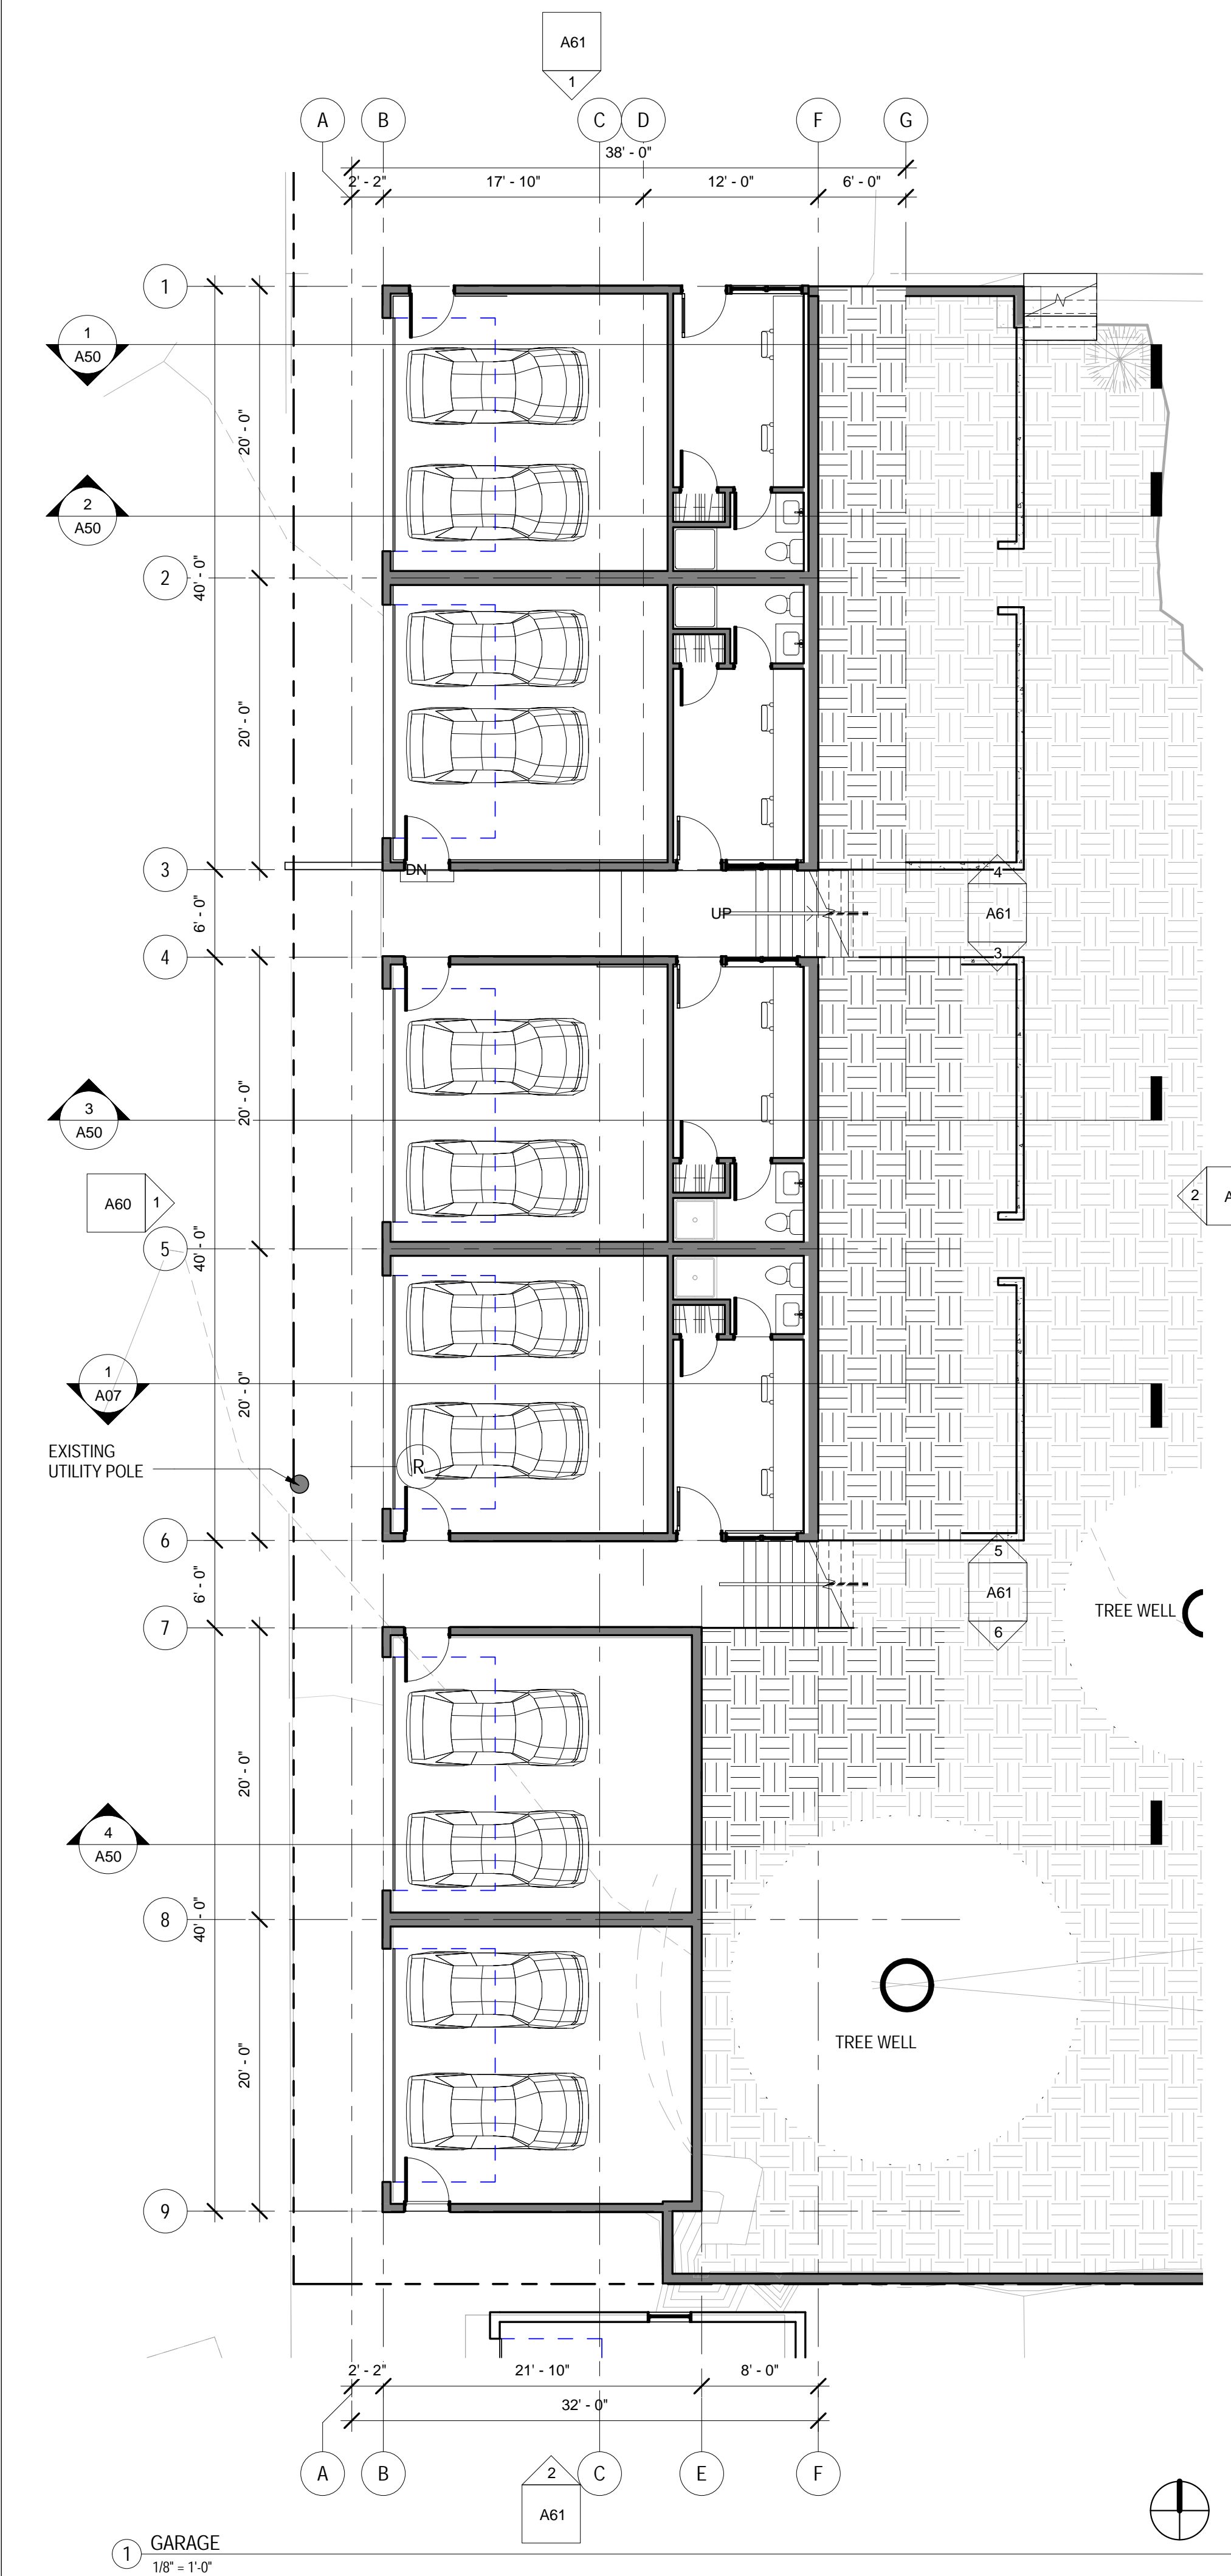 A61
1
A
B
C
D
F
G
38' - 0"
2' - 2"
17' - 10"
12' - 0"
6' - 0"
1
1
A50
20' - 0"
2
A50
2
40' - 0"
20' - 0"
3
DN
4
6' - 0"
UP
A61
4
3
20' - 0"
3
A50
A60
1
2
A
5
40' - 0"
1
A07
20' - 0"
EXISTING
UTILITY POLE
R
6
5
6' - 0"
A61
TREE WELL
7
6
20' - 0"
4
A50
8
40' - 0"
20' - 0"
TREE WELL
9
2' - 2"
21' - 10"
8' - 0"
32' - 0"
A
B
C
E
F
2
A61
1
GARAGE
1/8" = 1'-0"